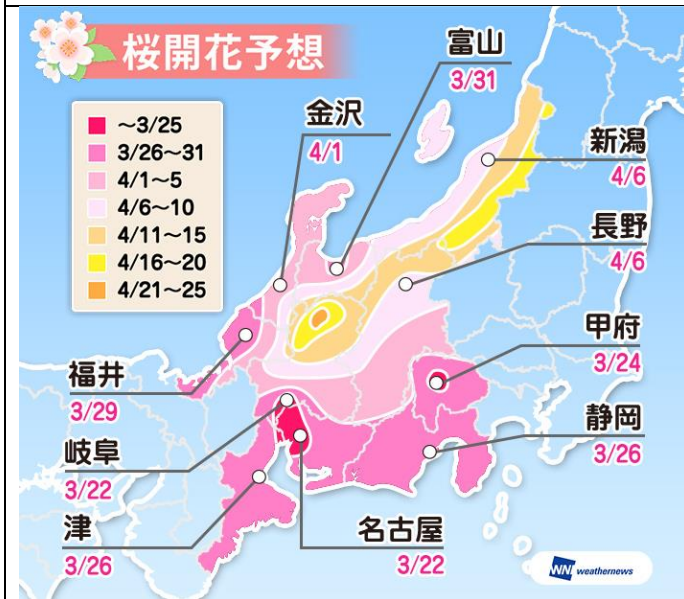 桜開花予想
~3/25
3/26~31
4/1~5
4/6~10
4/11~15
4/16~20
4/21~25
富山
3/31
金沢
4/1
新潟
4/6
長野
4/6
甲府
3/24
福井
3/29
静岡
3/26
岐阜
3/22
津
3/26
名古屋
3/22
WNI weathernews